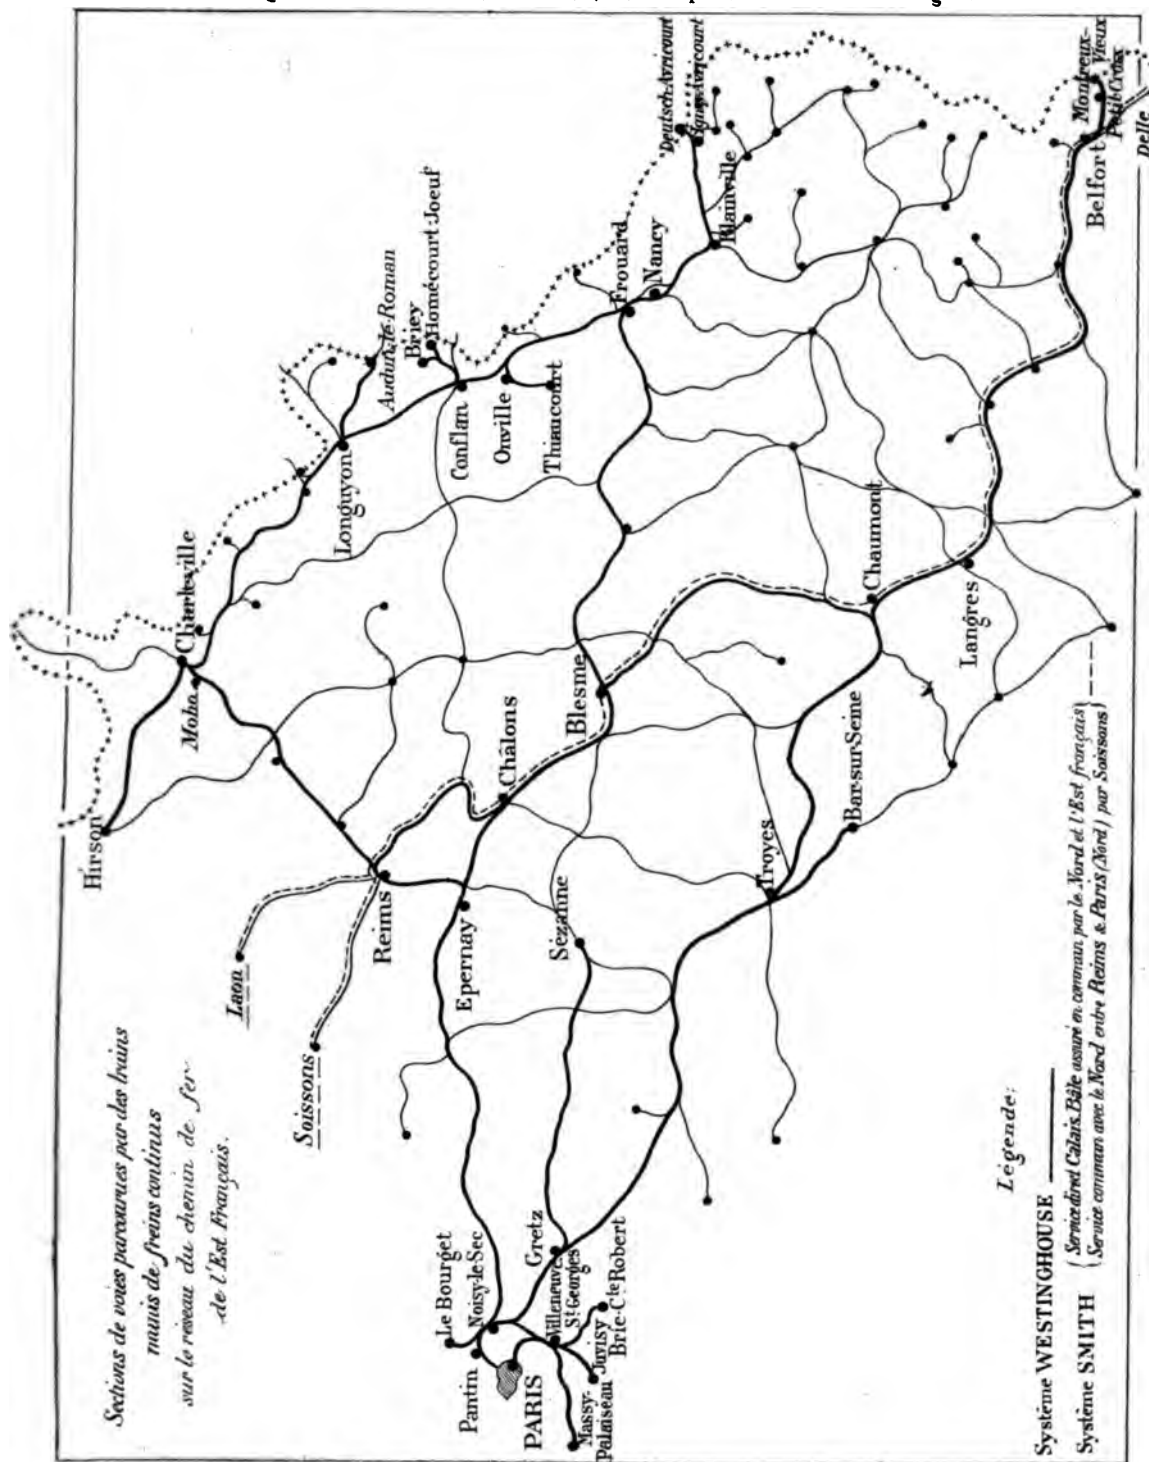 Sections de voies parcourues par des trains
munis de freins continus
sur le réseau du chemin de fer
de l'Est Français.
Hirson
Charleville
Moho
Longuyon
Audun-le-Roman
Briey
Homécourt-Joeuf
Conflan
Onville
Thiaucourt
Frouard
Nancy
Blainville
Deutsch-Avricourt
Avricourt
Montreux-
Vieux
Petit-Croix
Belfort
Delle
Laon
Soissons
Reims
Epernay
Châlons
Blesme
Sézanne
Troyes
Bar-sur-Seine
Chaumont
Langres
Le Bourget
Noisy-le-Sec
Pantin
PARIS
Gretz
Villeneuve
St Georges
Brie-Cte Robert
Juvisy
Massy-
Palaiseau
Légende:
Système WESTINGHOUSE
Système SMITH
Service direct Calais. Bâle assuré en commun par le Nord et l'Est français
Service commun avec le Nord entre Reims & Paris (Nord) par Soissons